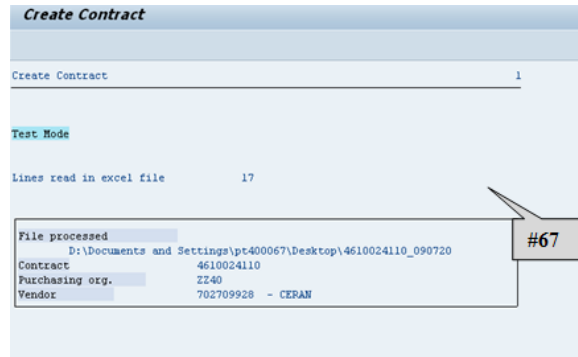 Create Contract
Create Contract 1
Test Mode
Lines read in excel file 17
#67
File processed
D:\Documents and Settings\pt400067\Desktop\4610024110_090720
Contract 4610024110
Purchasing org. ZZ40
Vendor 702709928 - CERAN